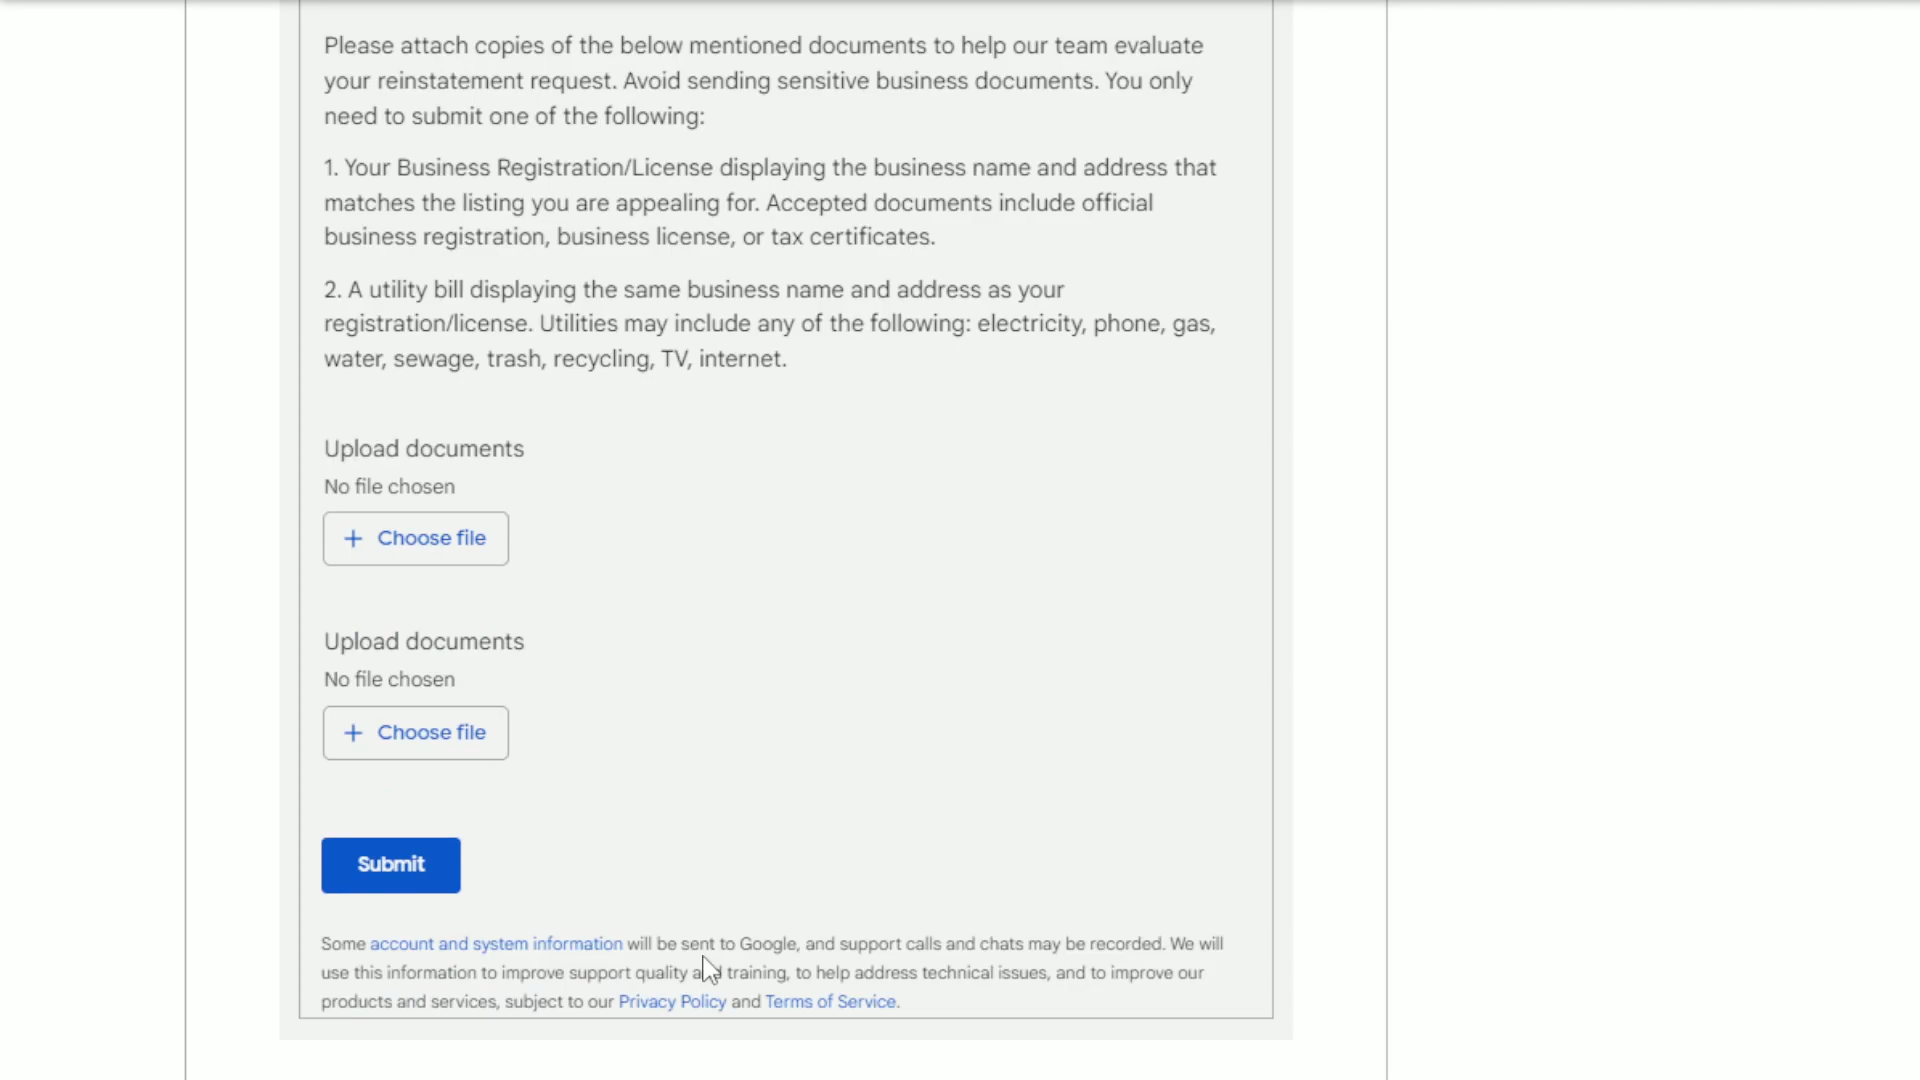 Please attach copies of the below mentioned documents to help our team evaluate
your reinstatement request. Avoid sending sensitive business documents. You only
need to submit one of the following:
1. Your Business Registration/License displaying the business name and address that
matches the listing you are appealing for. Accepted documents include official
business registration, business license, or tax certificates.
2. A utility bill displaying the same business name and address as your
registration/license. Utilities may include any of the following: electricity, phone, gas,
water, sewage, trash, recycling, TV, internet.
Upload documents
No file chosen
+ Choose file
Upload documents
No file chosen
+ Choose file
Submit
Some account and system information will be sent to Google, and support calls and chats may be recorded. We will
use this information to improve support quality and training, to help address technical issues, and to improve our
products and services, subject to our Privacy Policy and Terms of Service.